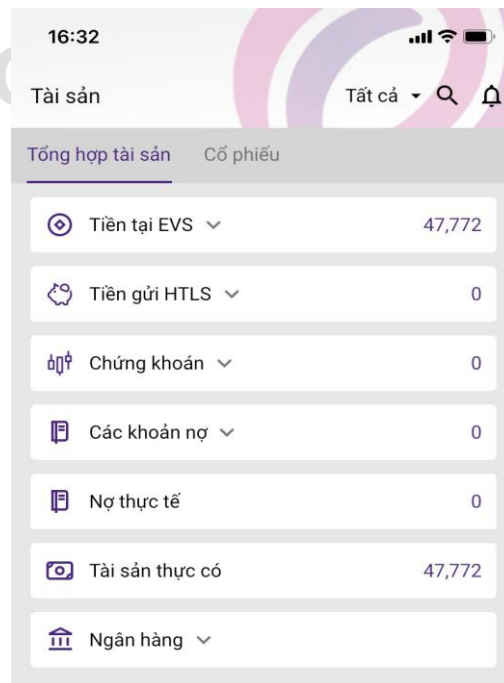 16:32
Tài sản Tất cả
Tổng hợp tài sản Cổ phiếu
Tiền tại EVS 47,772
Tiền gửi HTLS 0
Chứng khoán 0
Các khoản nợ 0
Nợ thực tế 0
Tài sản thực có 47,772
Ngân hàng